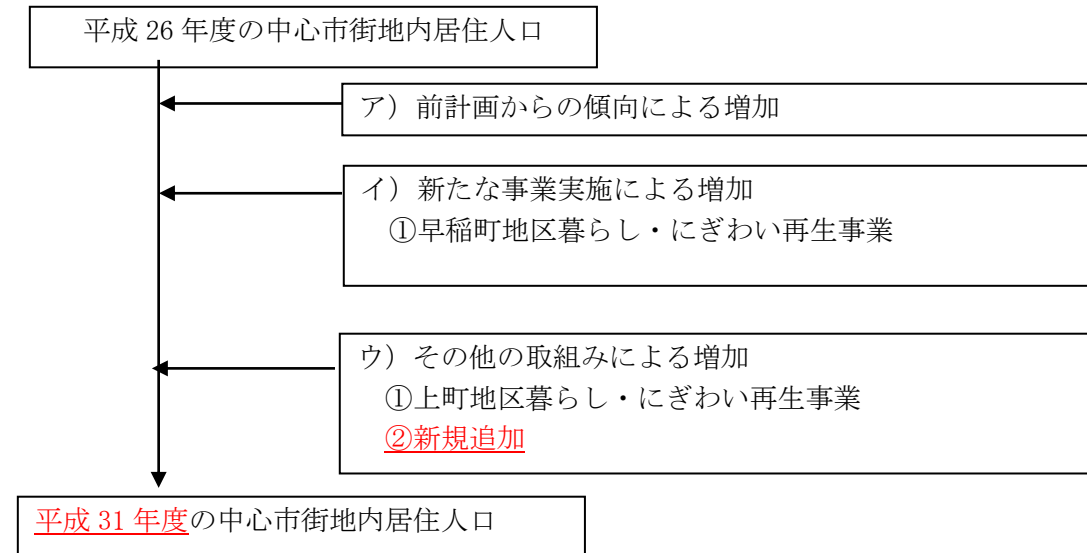 平成 26 年度の中心市街地内居住人口
ア）前計画からの傾向による増加
イ）新たな事業実施による増加
①早稲町地区暮らし・にぎわい再生事業
ウ）その他の取組みによる増加
①上町地区暮らし・にぎわい再生事業
②新規追加
平成 31 年度の中心市街地内居住人口